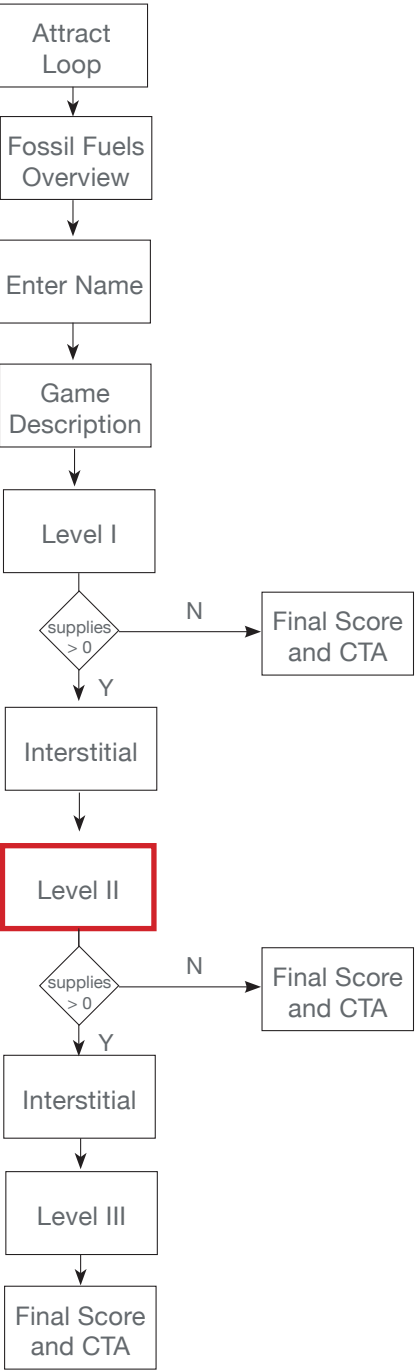 Attract
Loop
Fossil Fuels
Overview
Enter Name
Game
Description
Level I
supplies
> 0
N
Final Score
and CTA
Y
Interstitial
Level II
supplies
> 0
N
Final Score
and CTA
Y
Interstitial
Level III
Final Score
and CTA